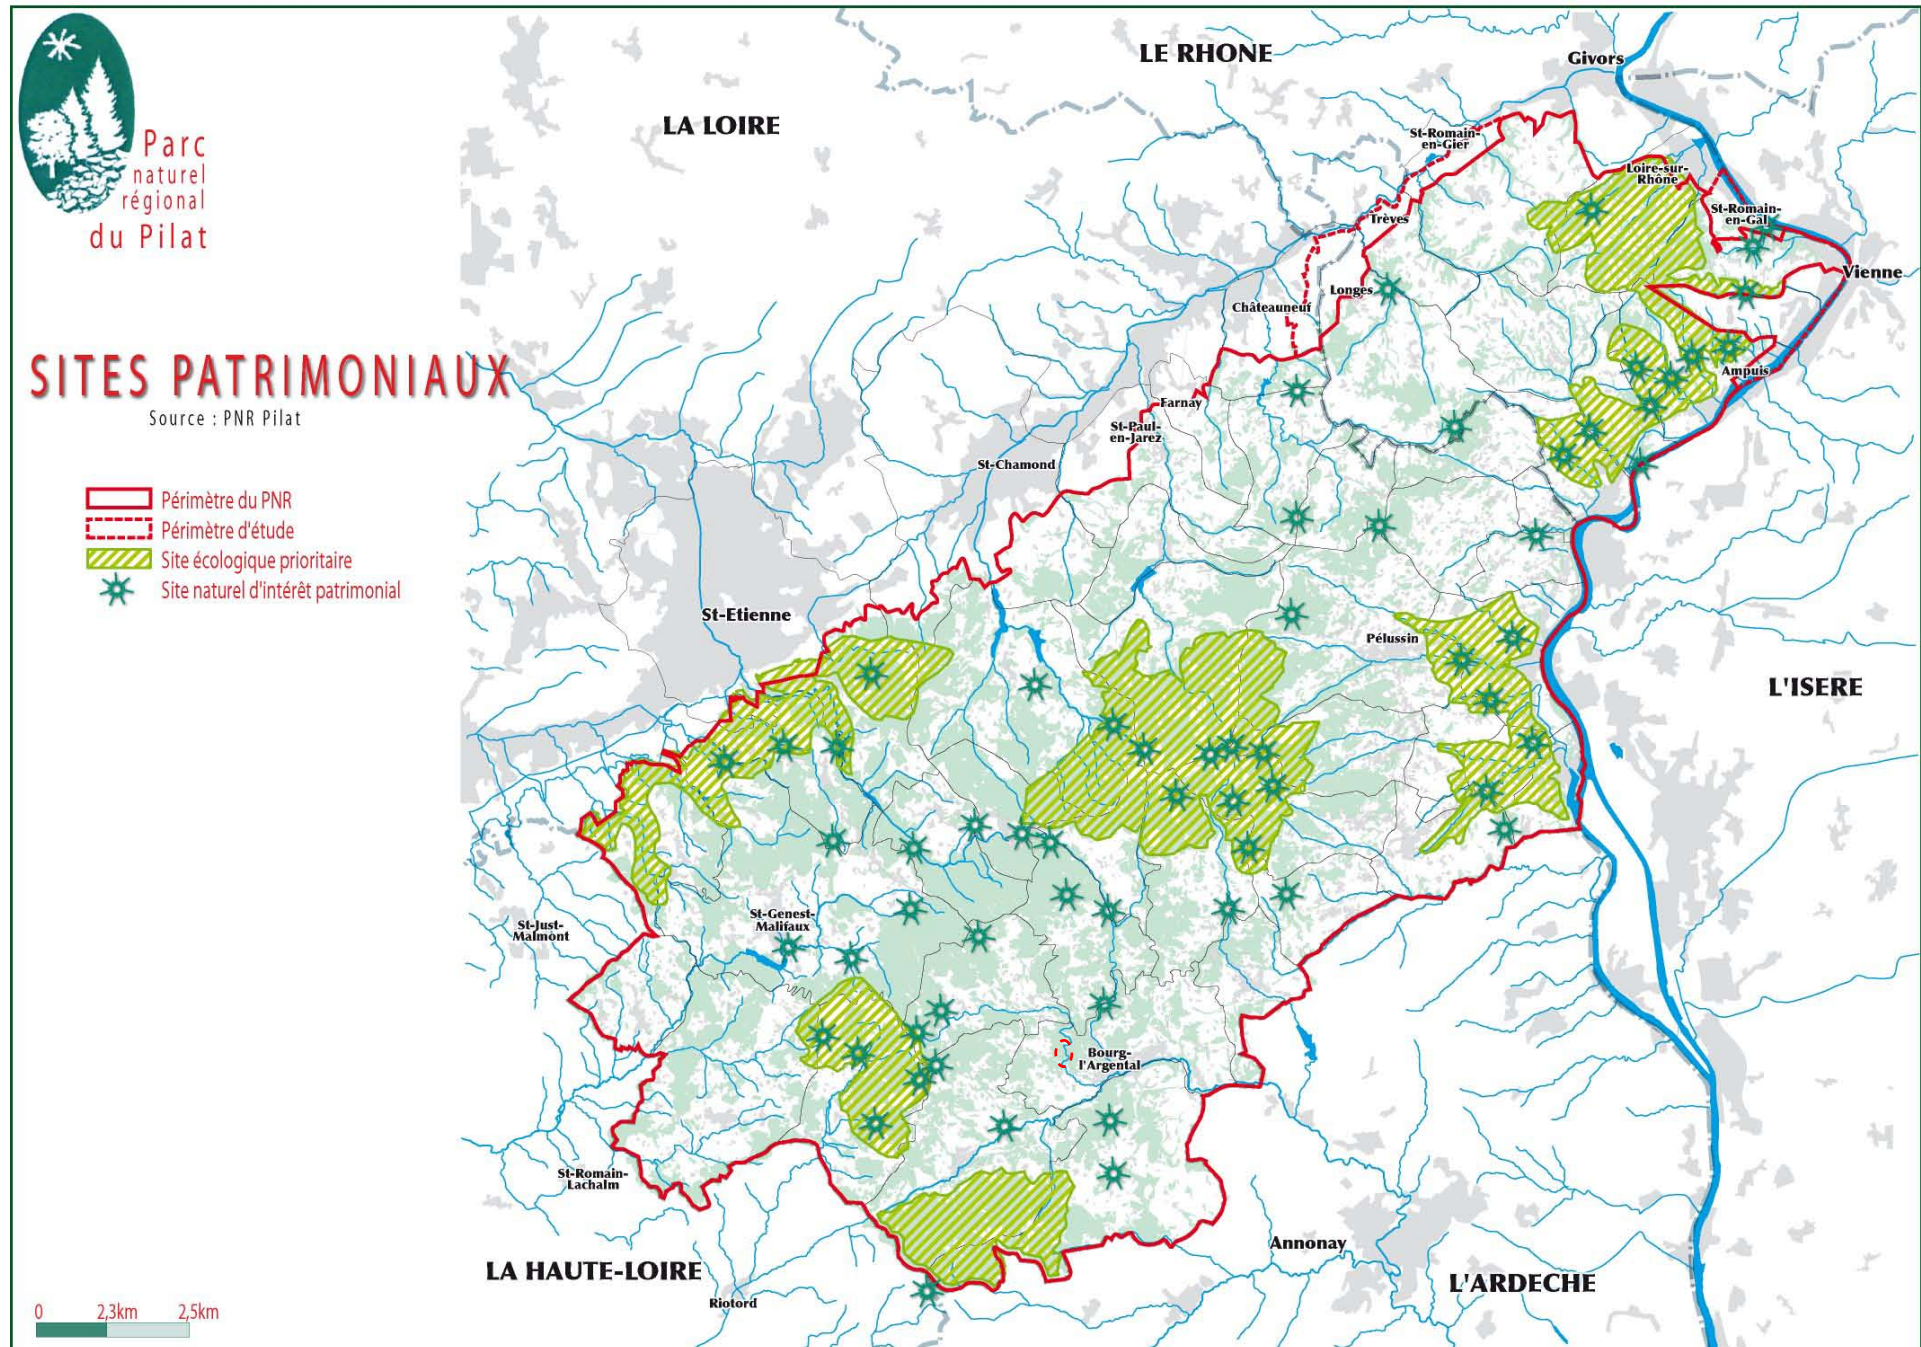 Parc
naturel
régional
du Pilat
SITES PATRIMONIAUX
Source : PNR Pilat
Périmètre du PNR
Périmètre d'étude
Site écologique prioritaire
Site naturel d'intérêt patrimonial
0 2,3km 2,5km
LE RHONE
Givors
LA LOIRE
St-Romain-
en-Gier
Loire-sur-
Rhône
Trèves
St-Romain-
en-Gal
Vienne
Longes
Châteauneuf
Ampuis
Farnay
St-Paul-
en-Jarez
St-Chamond
St-Etienne
Pélussin
L'ISERE
St-Genest-
Malifaux
St-Just-
Malmont
Bourg-
l'Argental
St-Romain-
Lachalm
LA HAUTE-LOIRE
Riotord
Annonay
L'ARDECHE